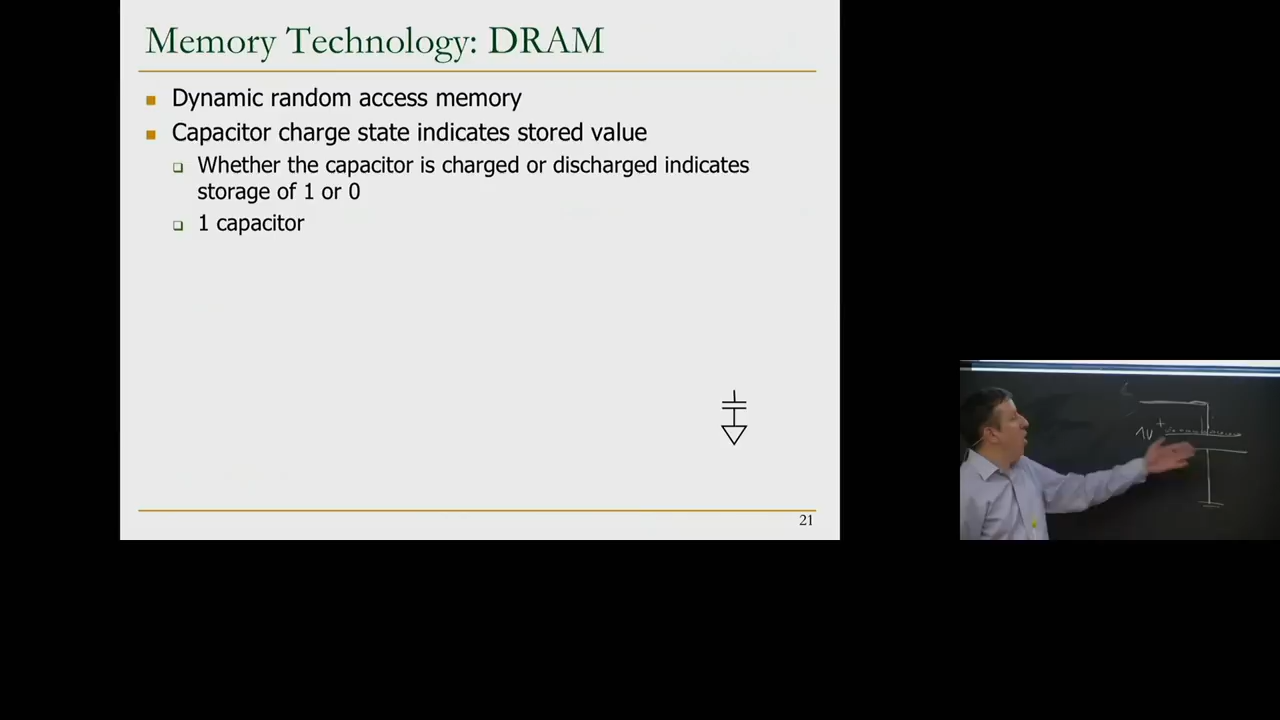 Memory Technology: DRAM
Dynamic random access memory
Capacitor charge state indicates stored value
Whether the capacitor is charged or discharged indicates
storage of 1 or 0
1 capacitor
21
1V +